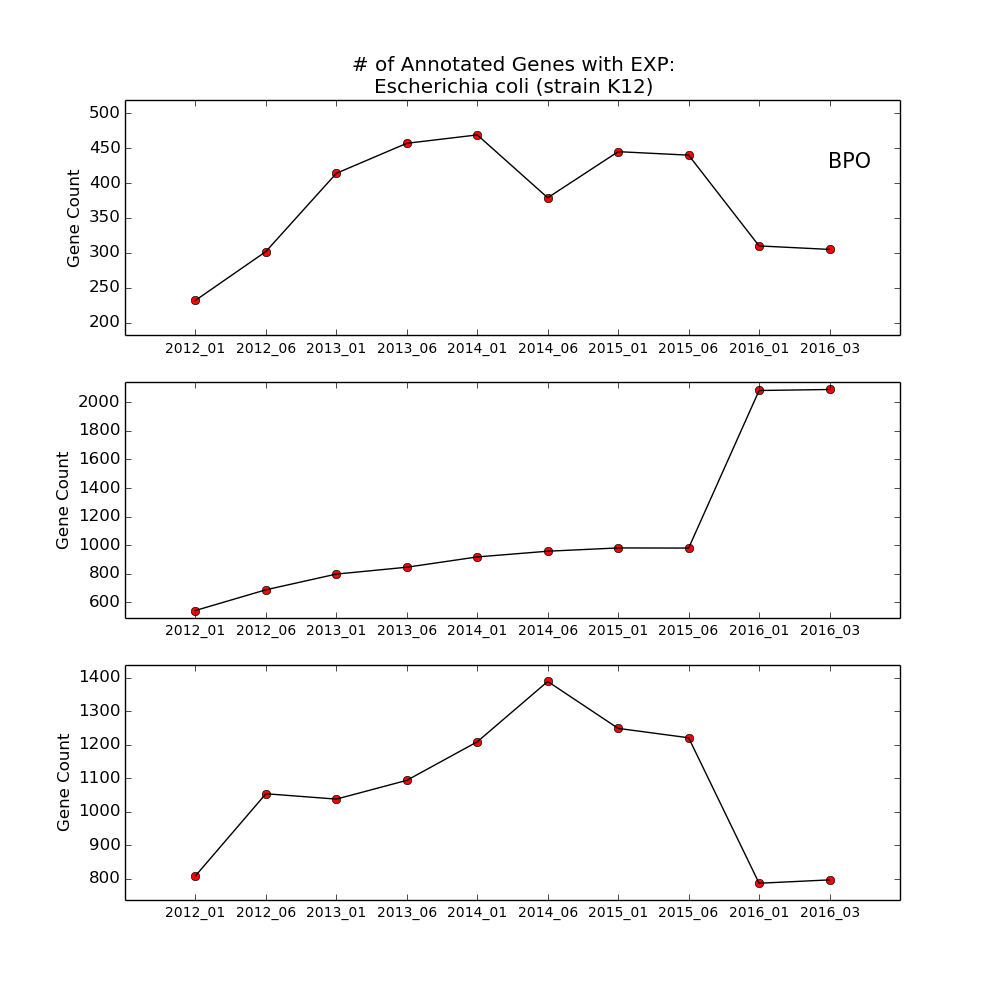 # of Annotated Genes with EXP:
Escherichia coli (strain K12)
500
450
400
350
300
250
200
Gene Count
BPO
2012_01 2012_06 2013_01 2013_06 2014_01 2014_06 2015_01 2015_06 2016_01 2016_03
2000
1800
1600
1400
1200
1000
800
600
Gene Count
2012_01 2012_06 2013_01 2013_06 2014_01 2014_06 2015_01 2015_06 2016_01 2016_03
1400
1300
1200
1100
1000
900
800
Gene Count
2012_01 2012_06 2013_01 2013_06 2014_01 2014_06 2015_01 2015_06 2016_01 2016_03